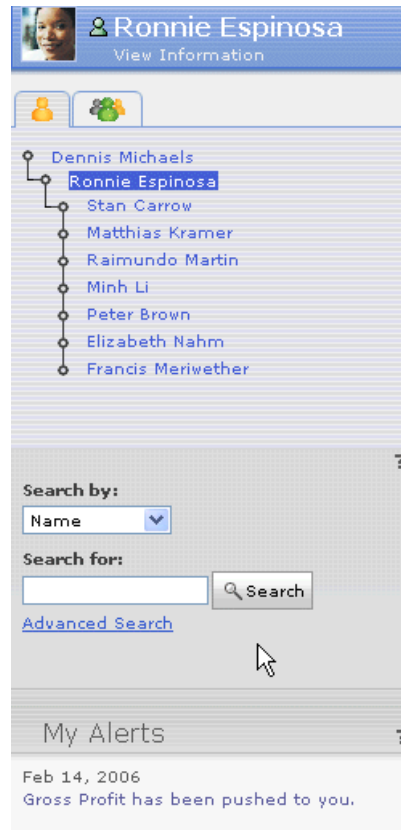 Ronnie Espinosa
View Information
Dennis Michaels
Ronnie Espinosa
Stan Carrow
Matthias Kramer
Raimundo Martin
Minh Li
Peter Brown
Elizabeth Nahm
Francis Meriwether
?
Search by:
Name
Search for:
Search
Advanced Search
My Alerts
?
Feb 14, 2006
Gross Profit has been pushed to you.